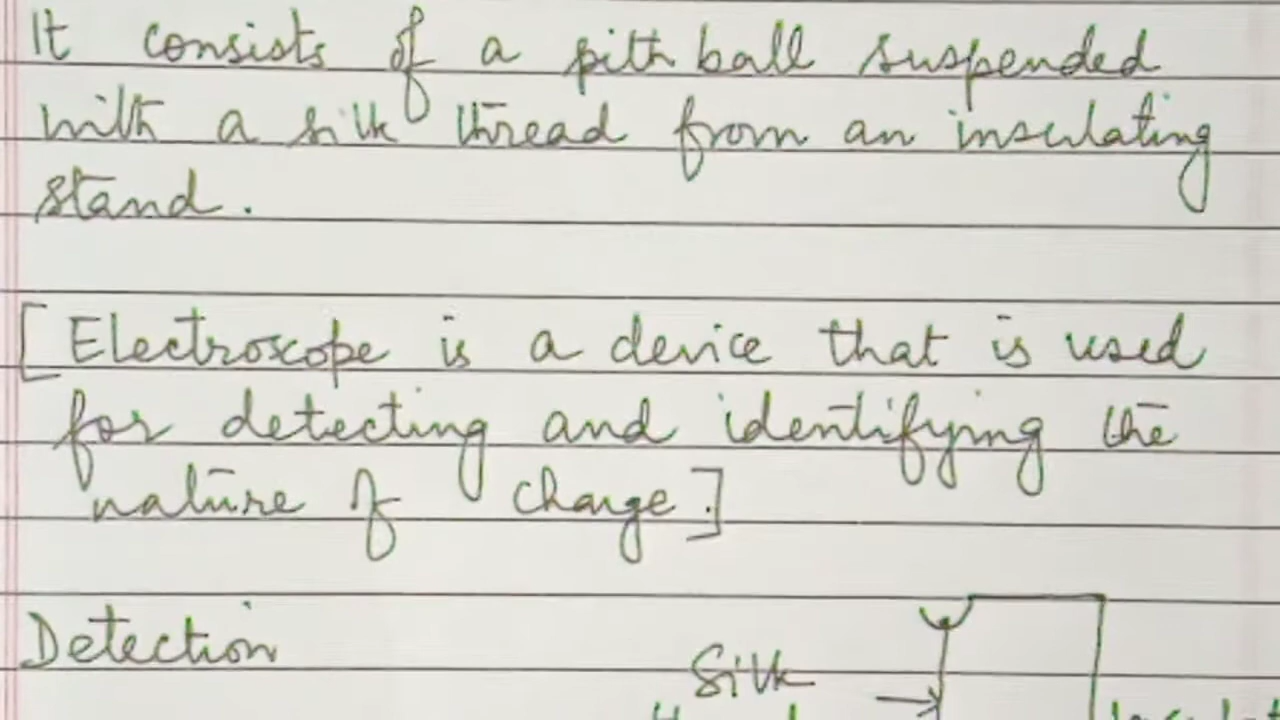 It consists of a pith ball suspended
with a silk thread from an insulating
stand.
[Electroscope is a device that is used
for detecting and identifying the
nature of charge.]
Detection
Silk